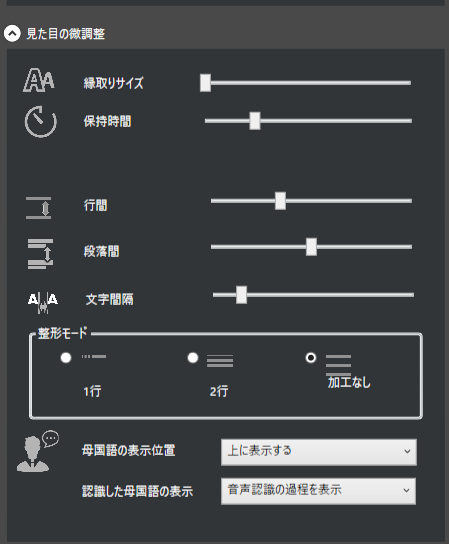 見た目の微調整
縁取りサイズ
保持時間
行間
段落間
文字間隔
整形モード
1行
2行
加工なし
母国語の表示位置
上に表示する
認識した母国語の表示
音声認識の過程を表示